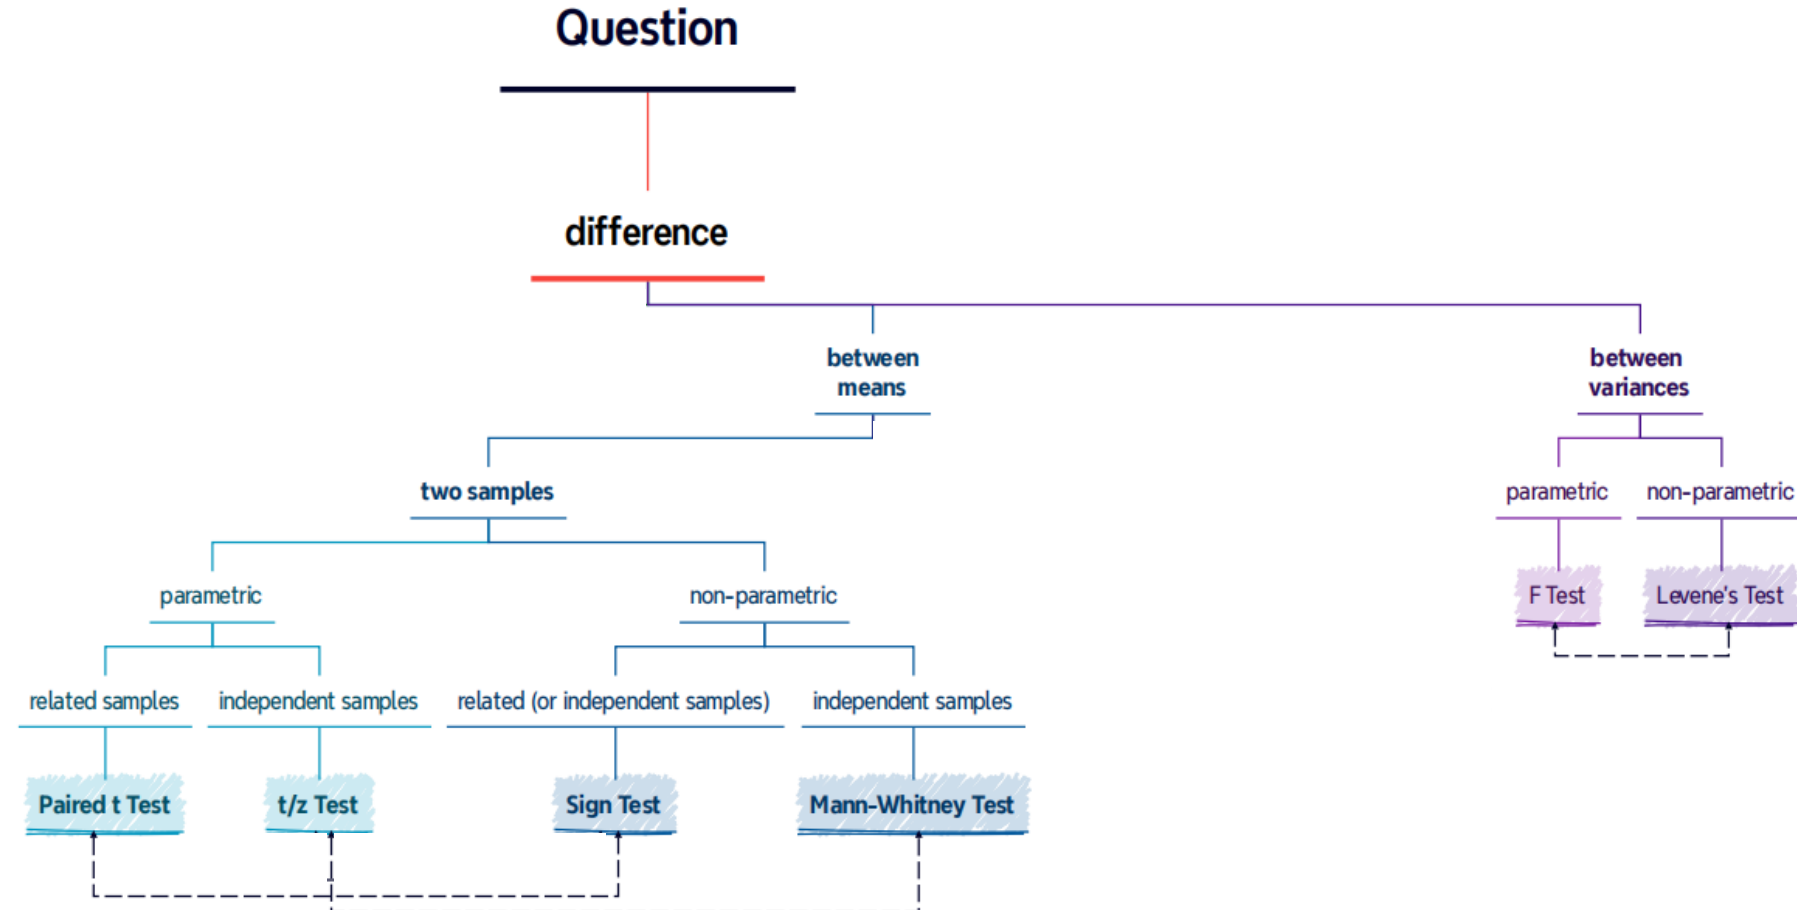 Question
difference
between
means
between
variances
two samples
parametric
non-parametric
parametric
non-parametric
F Test
Levene's Test
related samples
independent samples
related (or independent samples)
independent samples
Paired t Test
t/z Test
Sign Test
Mann-Whitney Test